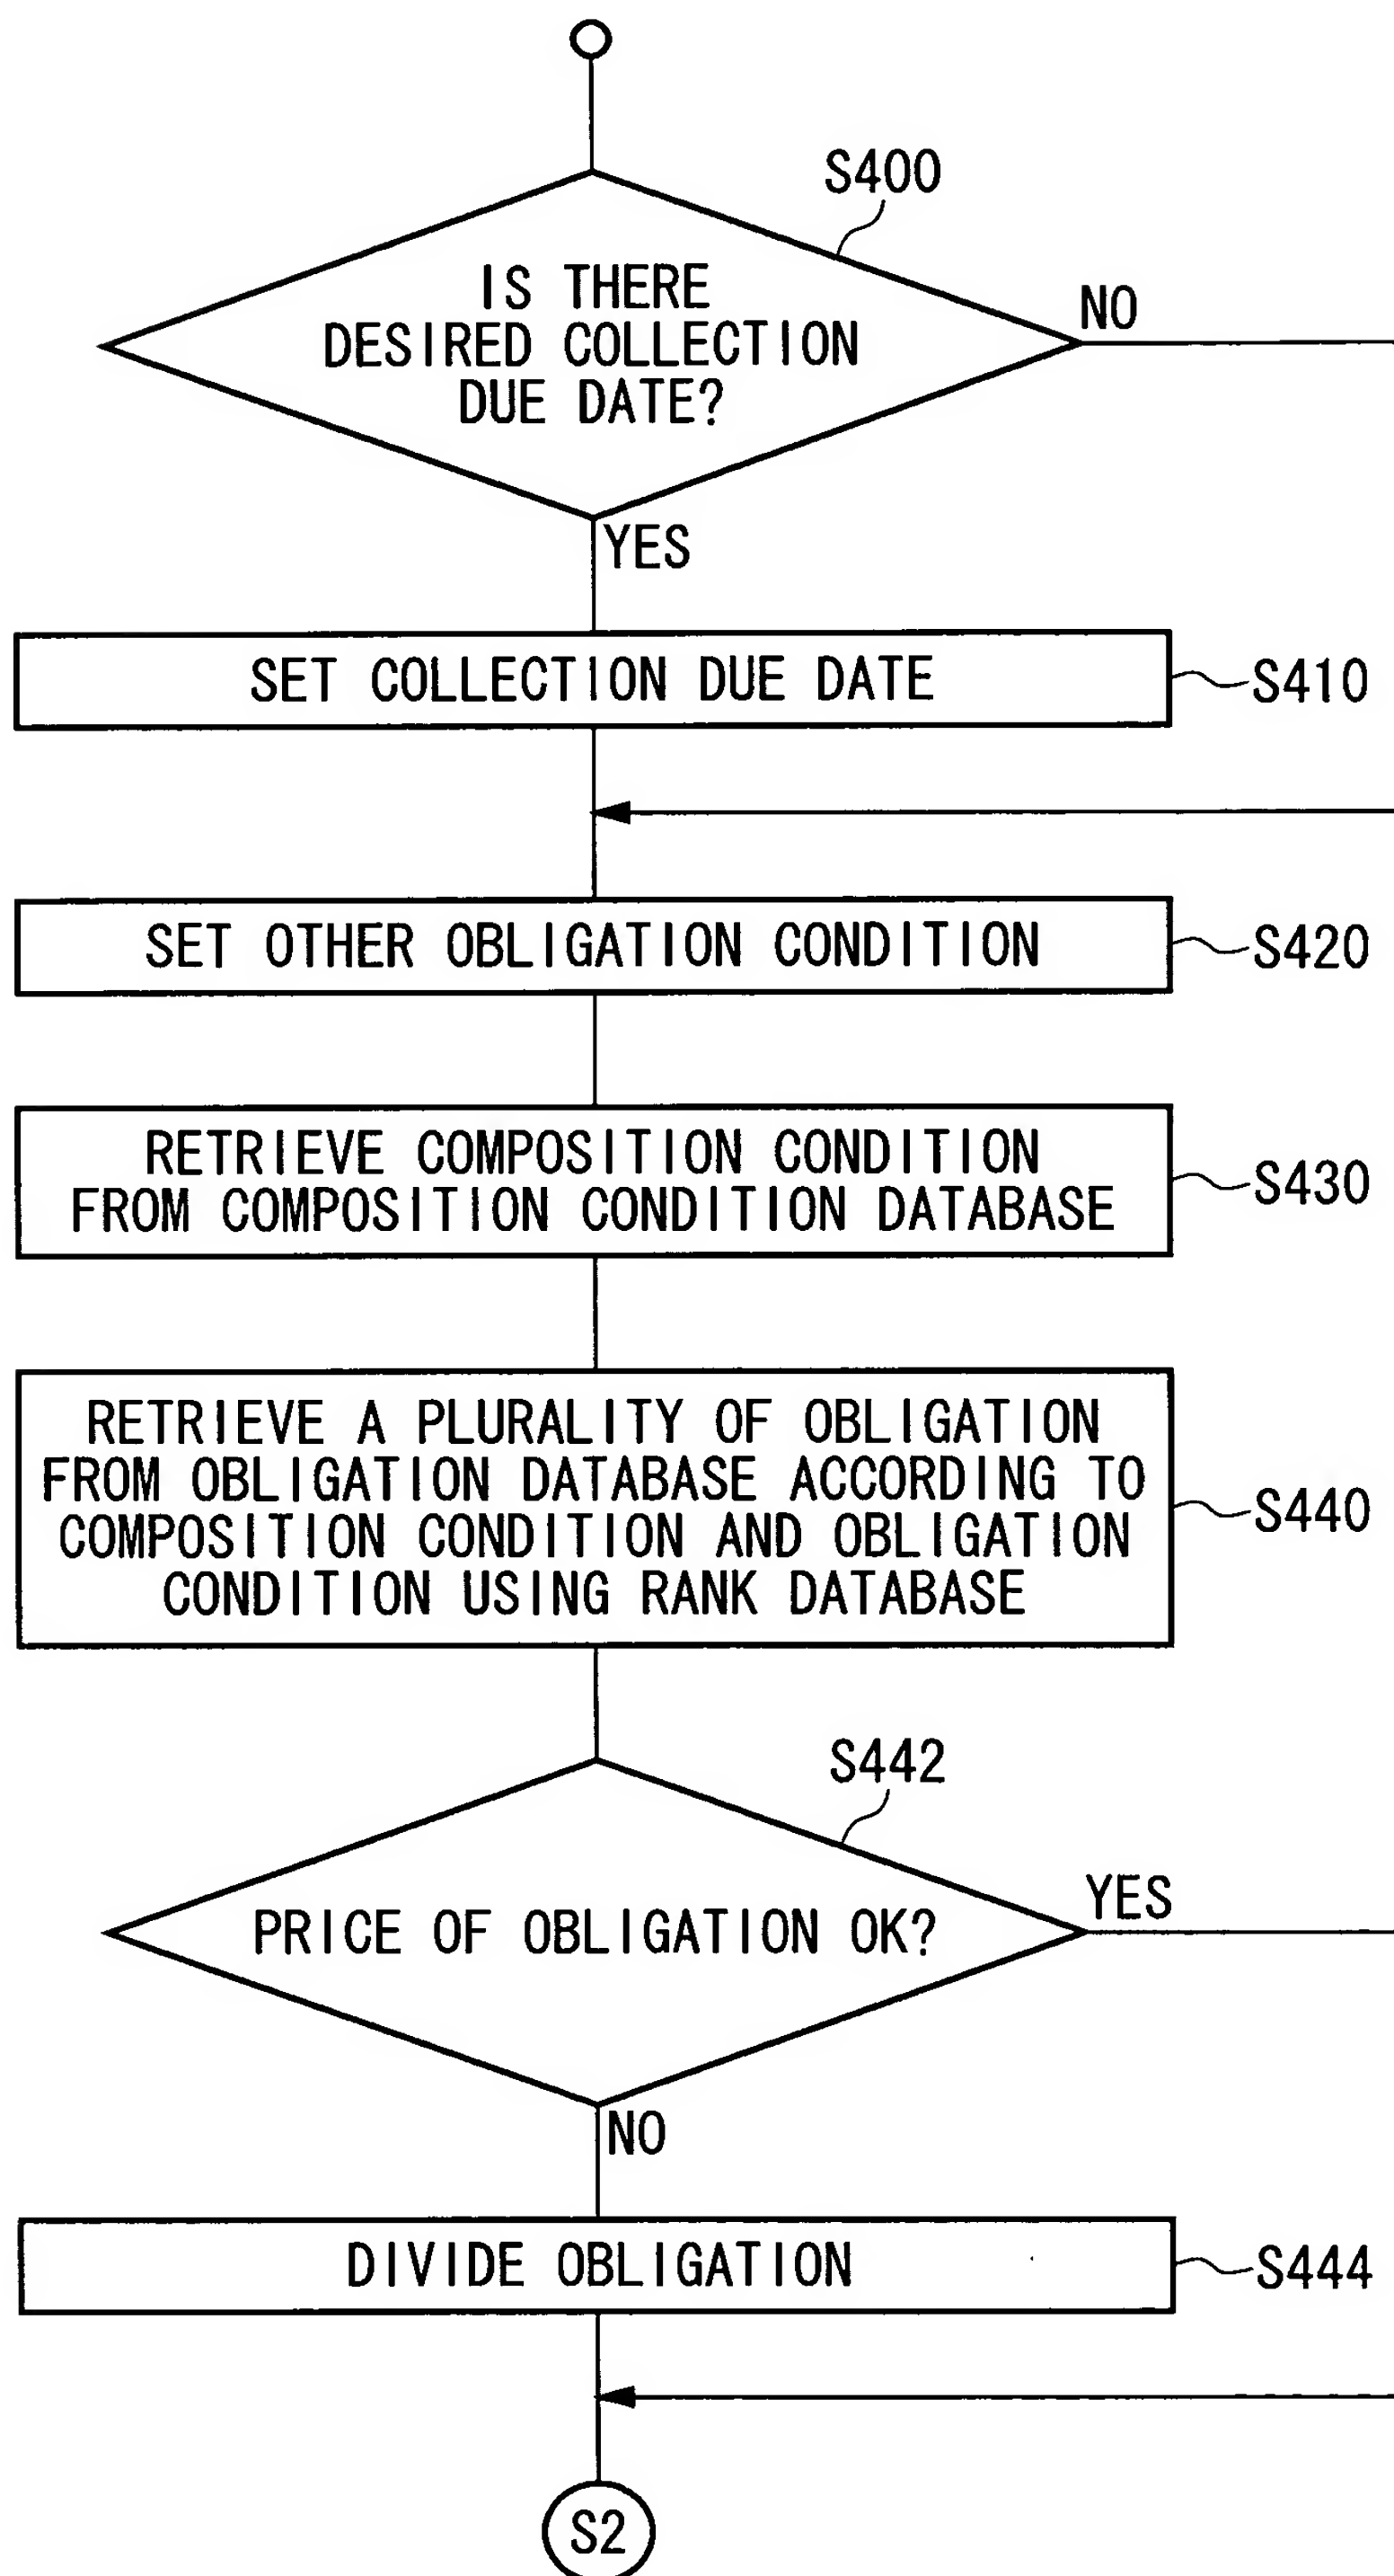 S400
IS THERE
DESIRED COLLECTION
DUE DATE?
NO
YES
SET COLLECTION DUE DATE
S410
SET OTHER OBLIGATION CONDITION
S420
RETRIEVE COMPOSITION CONDITION
FROM COMPOSITION CONDITION DATABASE
S430
RETRIEVE A PLURALITY OF OBLIGATION
FROM OBLIGATION DATABASE ACCORDING TO
COMPOSITION CONDITION AND OBLIGATION
CONDITION USING RANK DATABASE
S440
S442
PRICE OF OBLIGATION OK?
YES
NO
DIVIDE OBLIGATION
S444
S2